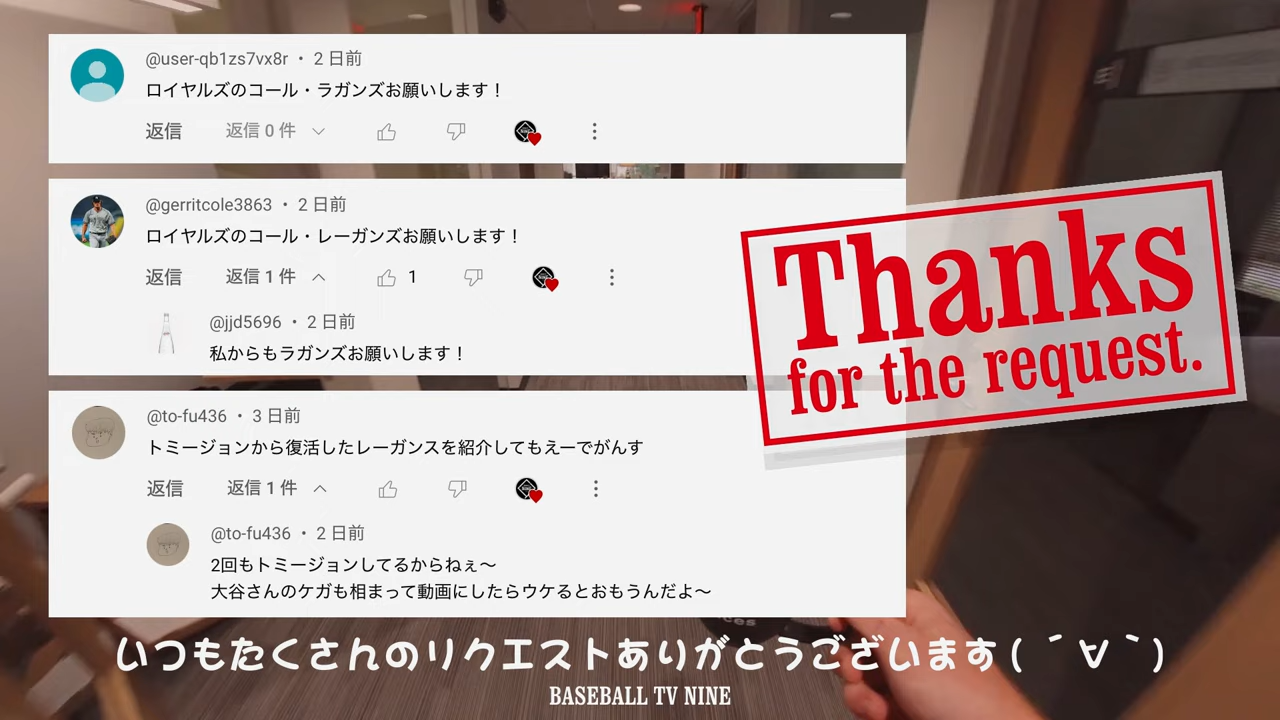 @user-qb1zs7vx8r ・ 2 日前
ロイヤルズのコール・ラガンズお願いします！
返信 返信 0 件
@gerritcole3863 ・ 2 日前
ロイヤルズのコール・レーガンズお願いします！
返信 返信 1 件 1
@jjd5696 ・ 2 日前
私からもラガンズお願いします！
@to-fu436 ・ 3 日前
トミージョンから復活したレーガンスを紹介してもえーでがんす
返信 返信 1 件
@to-fu436 ・ 2 日前
2回もトミージョンしてるからねぇ〜
大谷さんのケガも相まって動画にしたらウケるとおもうんだよ〜
Thanks
for the request.
いつもたくさんのリクエストありがとうございます( ´ ∀ ` )
BASEBALL TV NINE